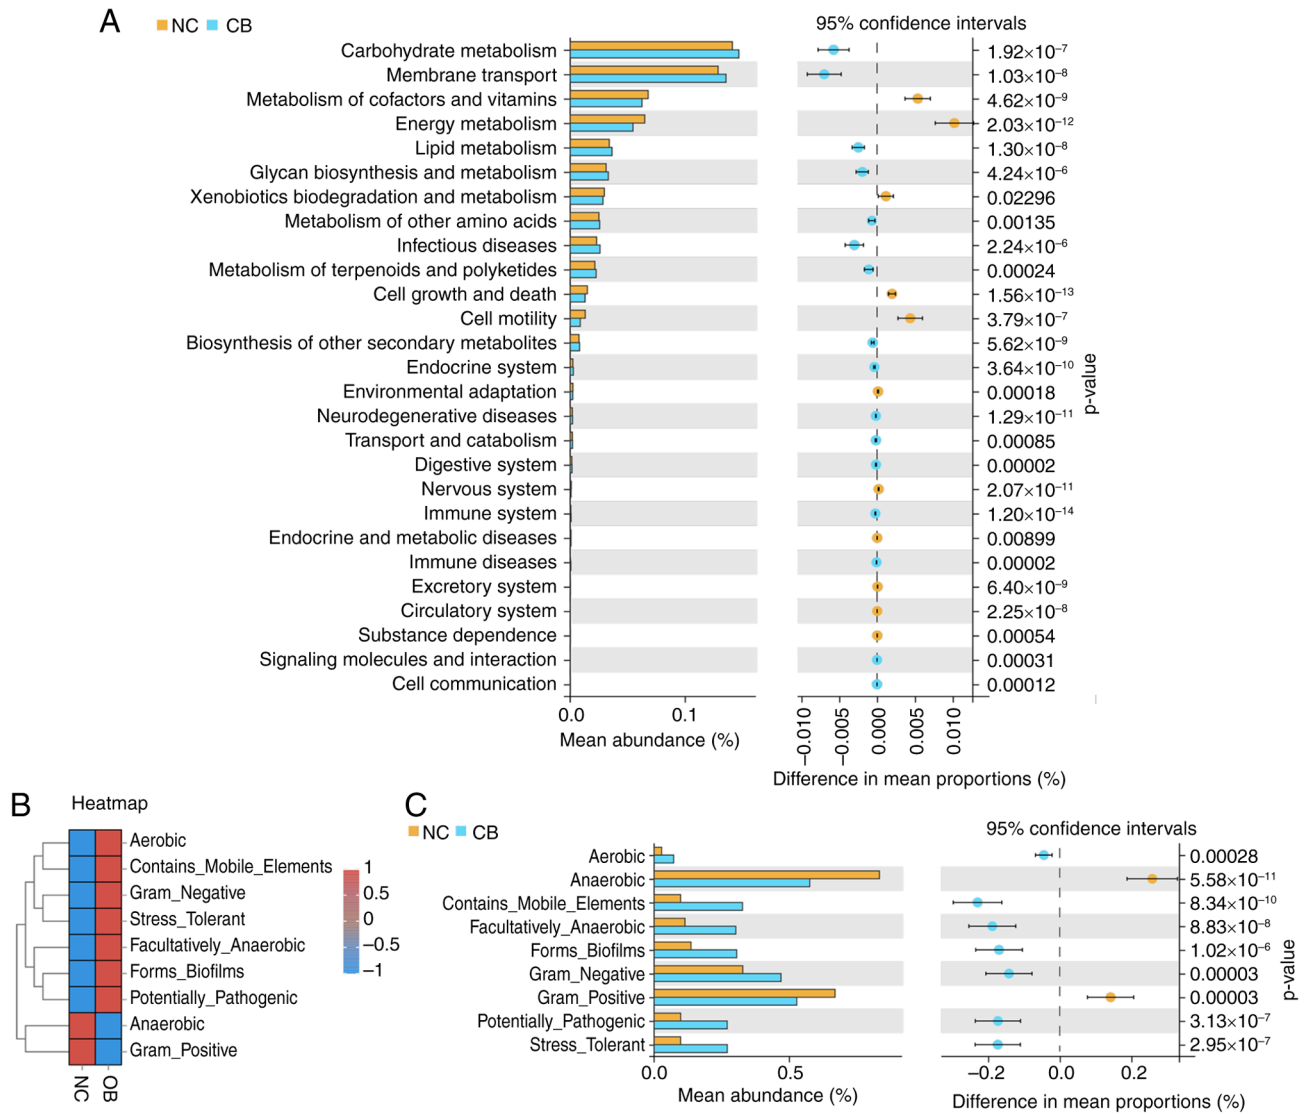 A
NC CB
95% confidence intervals
Carbohydrate metabolism 1.92×10⁻⁷
Membrane transport 1.03×10⁻⁸
Metabolism of cofactors and vitamins 4.62×10⁻⁹
Energy metabolism 2.03×10⁻¹²
Lipid metabolism 1.30×10⁻⁸
Glycan biosynthesis and metabolism 4.24×10⁻⁶
Xenobiotics biodegradation and metabolism 0.02296
Metabolism of other amino acids 0.00135
Infectious diseases 2.24×10⁻⁶
Metabolism of terpenoids and polyketides 0.00024
Cell growth and death 1.56×10⁻¹³
Cell motility 3.79×10⁻⁷
Biosynthesis of other secondary metabolites 5.62×10⁻⁹
Endocrine system 3.64×10⁻¹⁰
Environmental adaptation 0.00018
Neurodegenerative diseases 1.29×10⁻¹¹
Transport and catabolism 0.00085
Digestive system 0.00002
Nervous system 2.07×10⁻¹¹
Immune system 1.20×10⁻¹⁴
Endocrine and metabolic diseases 0.00899
Immune diseases 0.00002
Excretory system 6.40×10⁻⁹
Circulatory system 2.25×10⁻⁸
Substance dependence 0.00054
Signaling molecules and interaction 0.00031
Cell communication 0.00012
p-value
0.0 0.1
Mean abundance (%)
−0.010 −0.005 0.000 0.005 0.010
Difference in mean proportions (%)
B
Heatmap
Aerobic
Contains_Mobile_Elements
Gram_Negative
Stress_Tolerant
Facultatively_Anaerobic
Forms_Biofilms
Potentially_Pathogenic
Anaerobic
Gram_Positive
NC OB
1
0.5
0
−0.5
−1
C
NC CB
95% confidence intervals
Aerobic 0.00028
Anaerobic 5.58×10⁻¹¹
Contains_Mobile_Elements 8.34×10⁻¹⁰
Facultatively_Anaerobic 8.83×10⁻⁸
Forms_Biofilms 1.02×10⁻⁶
Gram_Negative 0.00003
Gram_Positive 0.00003
Potentially_Pathogenic 3.13×10⁻⁷
Stress_Tolerant 2.95×10⁻⁷
p-value
0.0 0.5
Mean abundance (%)
−0.2 0.0 0.2
Difference in mean proportions (%)